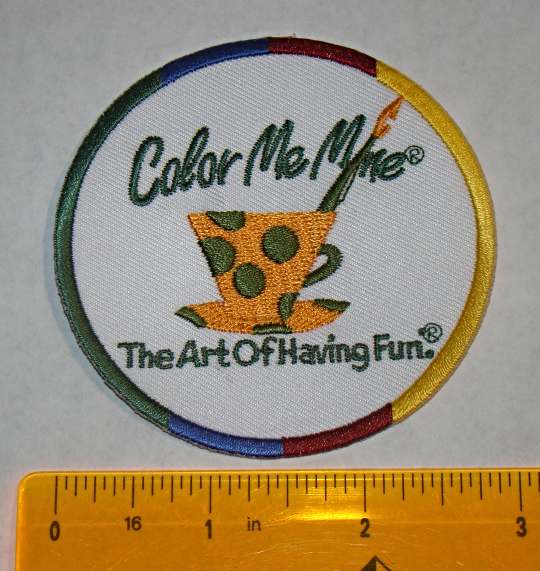 Color Me Mine®
The Art Of Having Fun.®
0 16 1 in 2 3